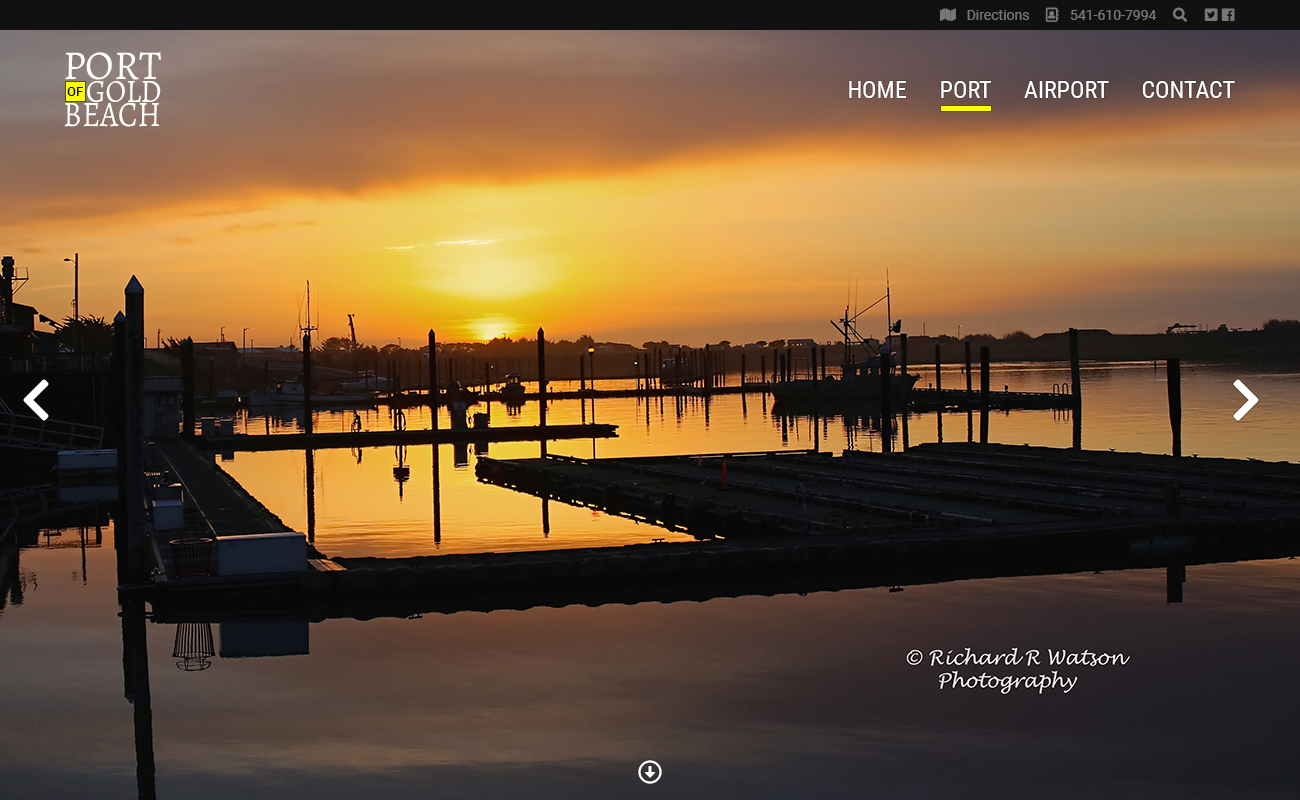 Directions
541-610-7994
PORT
OF GOLD
BEACH
HOME PORT AIRPORT CONTACT
© Richard R Watson
Photography